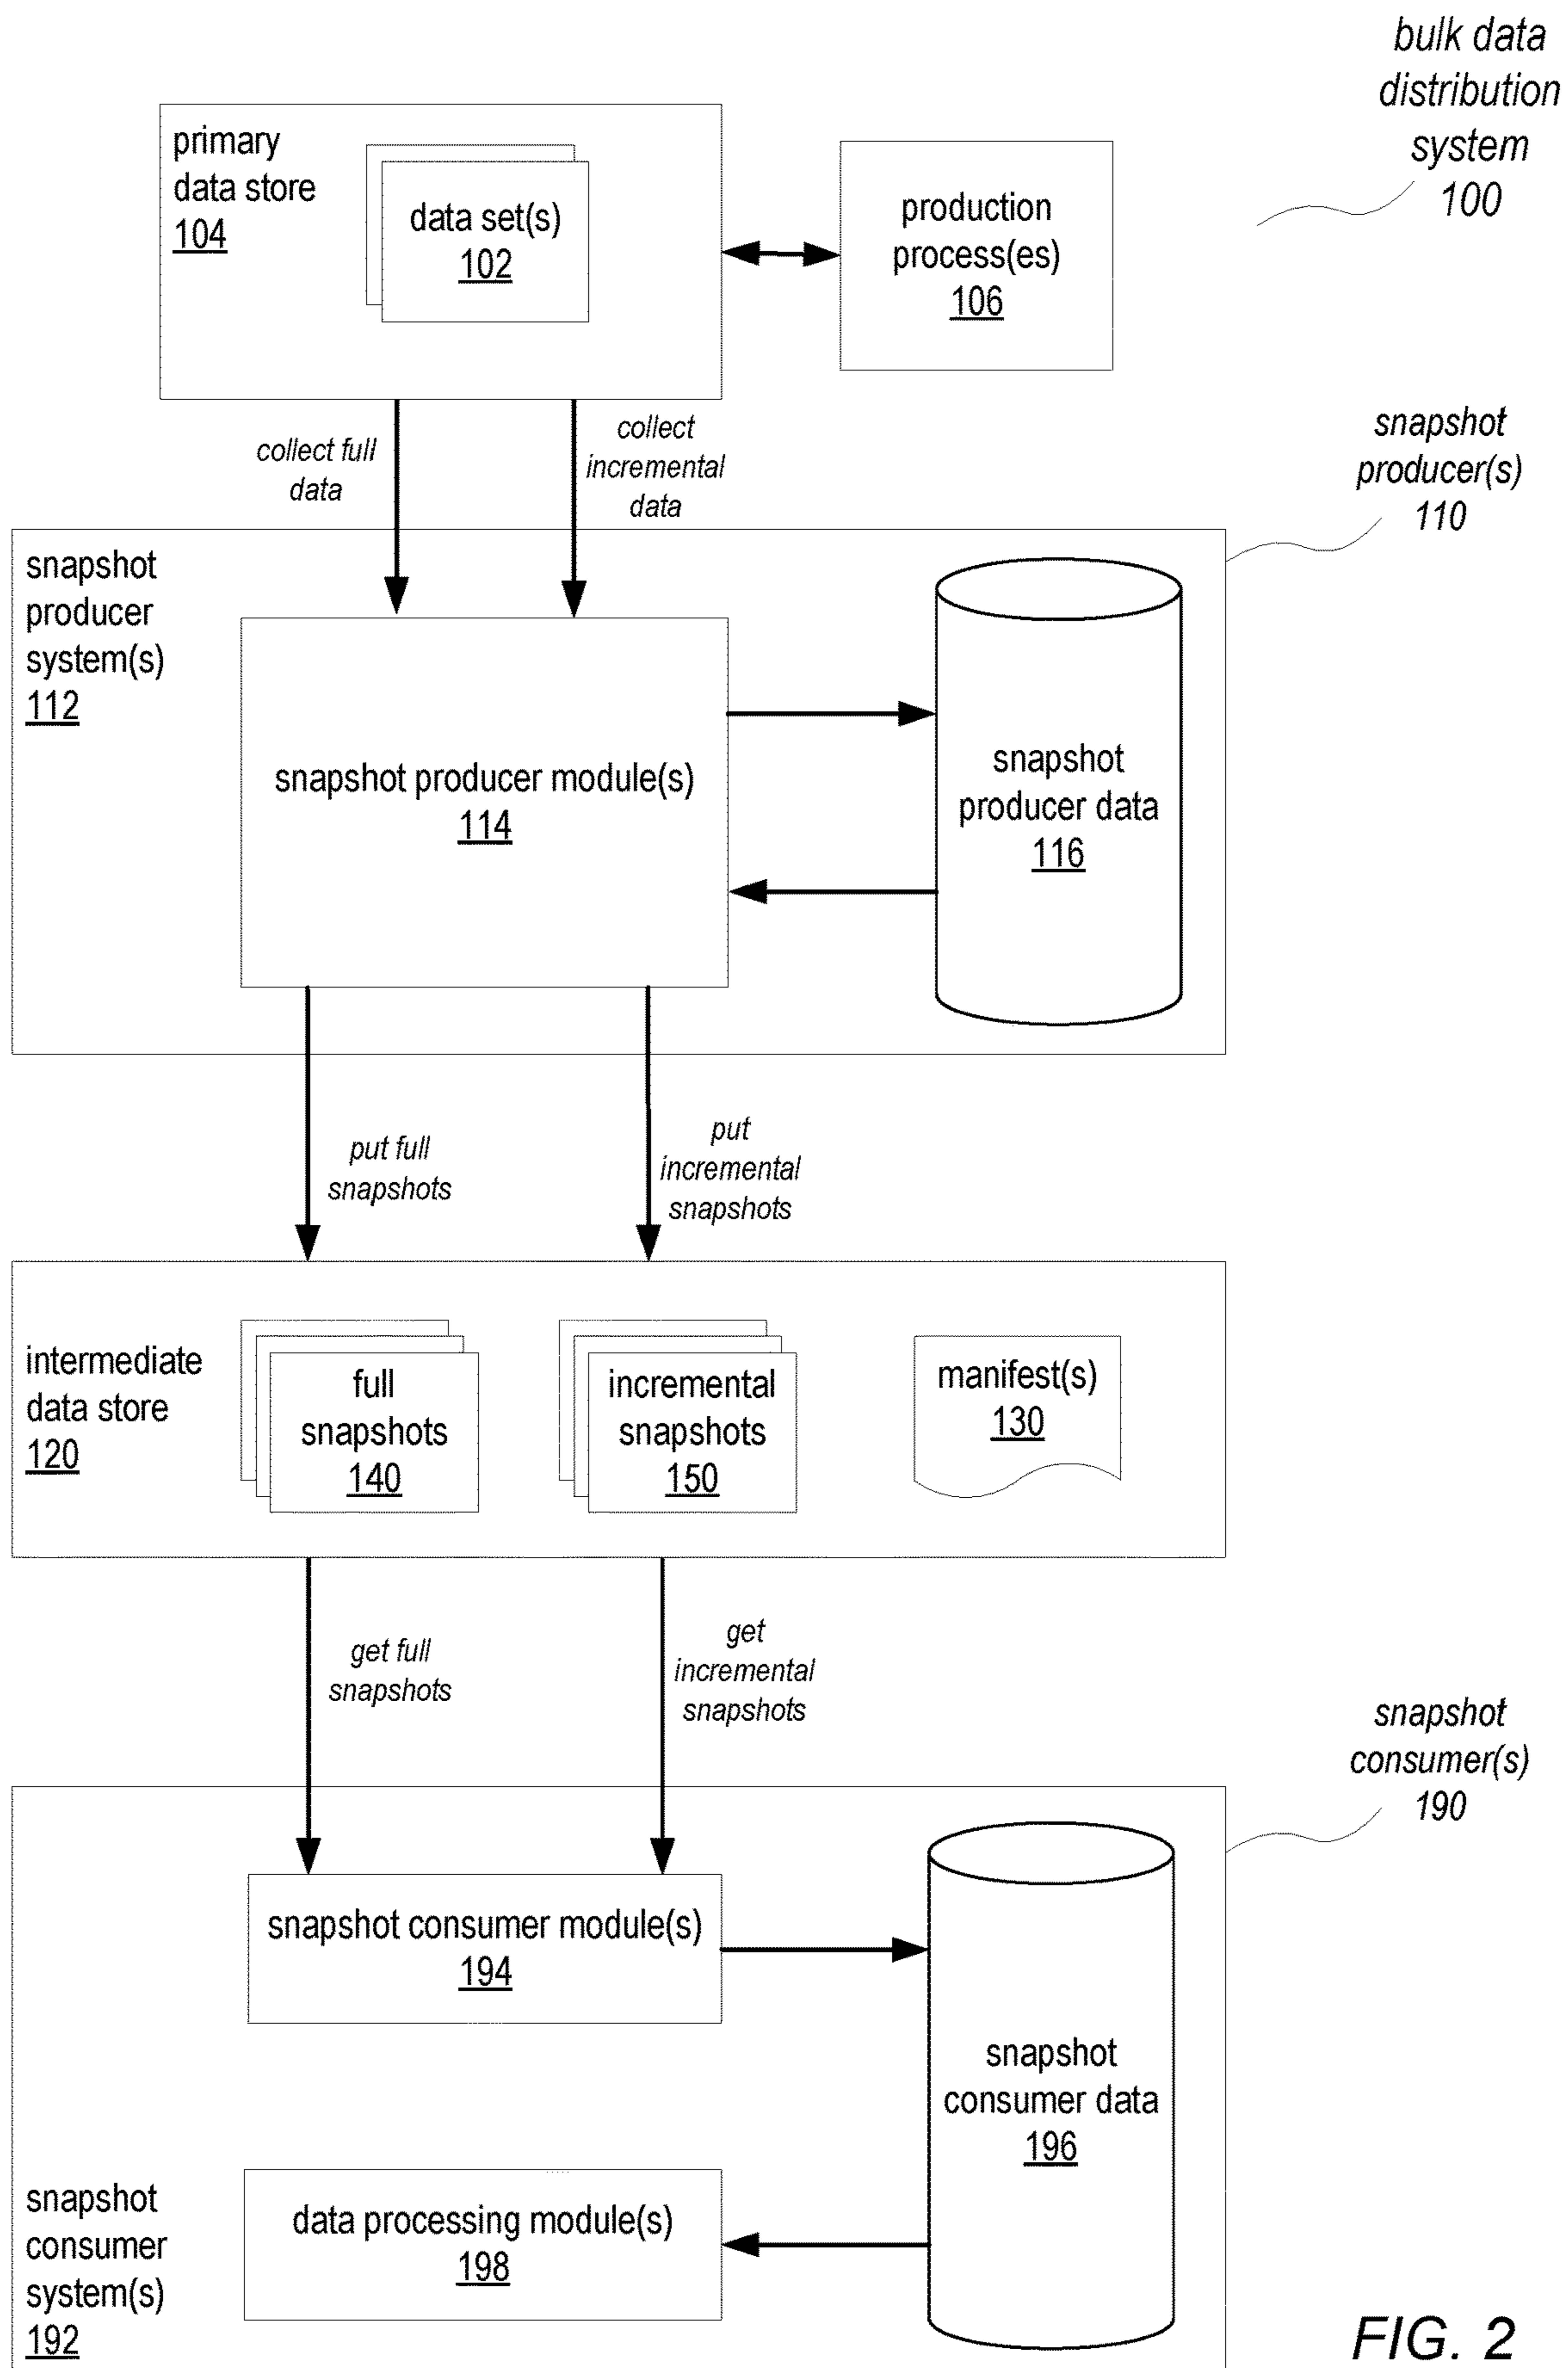 bulk data
distribution
system
100
primary
data store
104
data set(s)
102
production
process(es)
106
collect full
data
collect
incremental
data
snapshot
producer(s)
110
snapshot
producer
system(s)
112
snapshot producer module(s)
114
snapshot
producer data
116
put full
snapshots
put
incremental
snapshots
intermediate
data store
120
full
snapshots
140
incremental
snapshots
150
manifest(s)
130
get full
snapshots
get
incremental
snapshots
snapshot
consumer(s)
190
snapshot consumer module(s)
194
snapshot
consumer data
196
data processing module(s)
198
snapshot
consumer
system(s)
192
FIG. 2